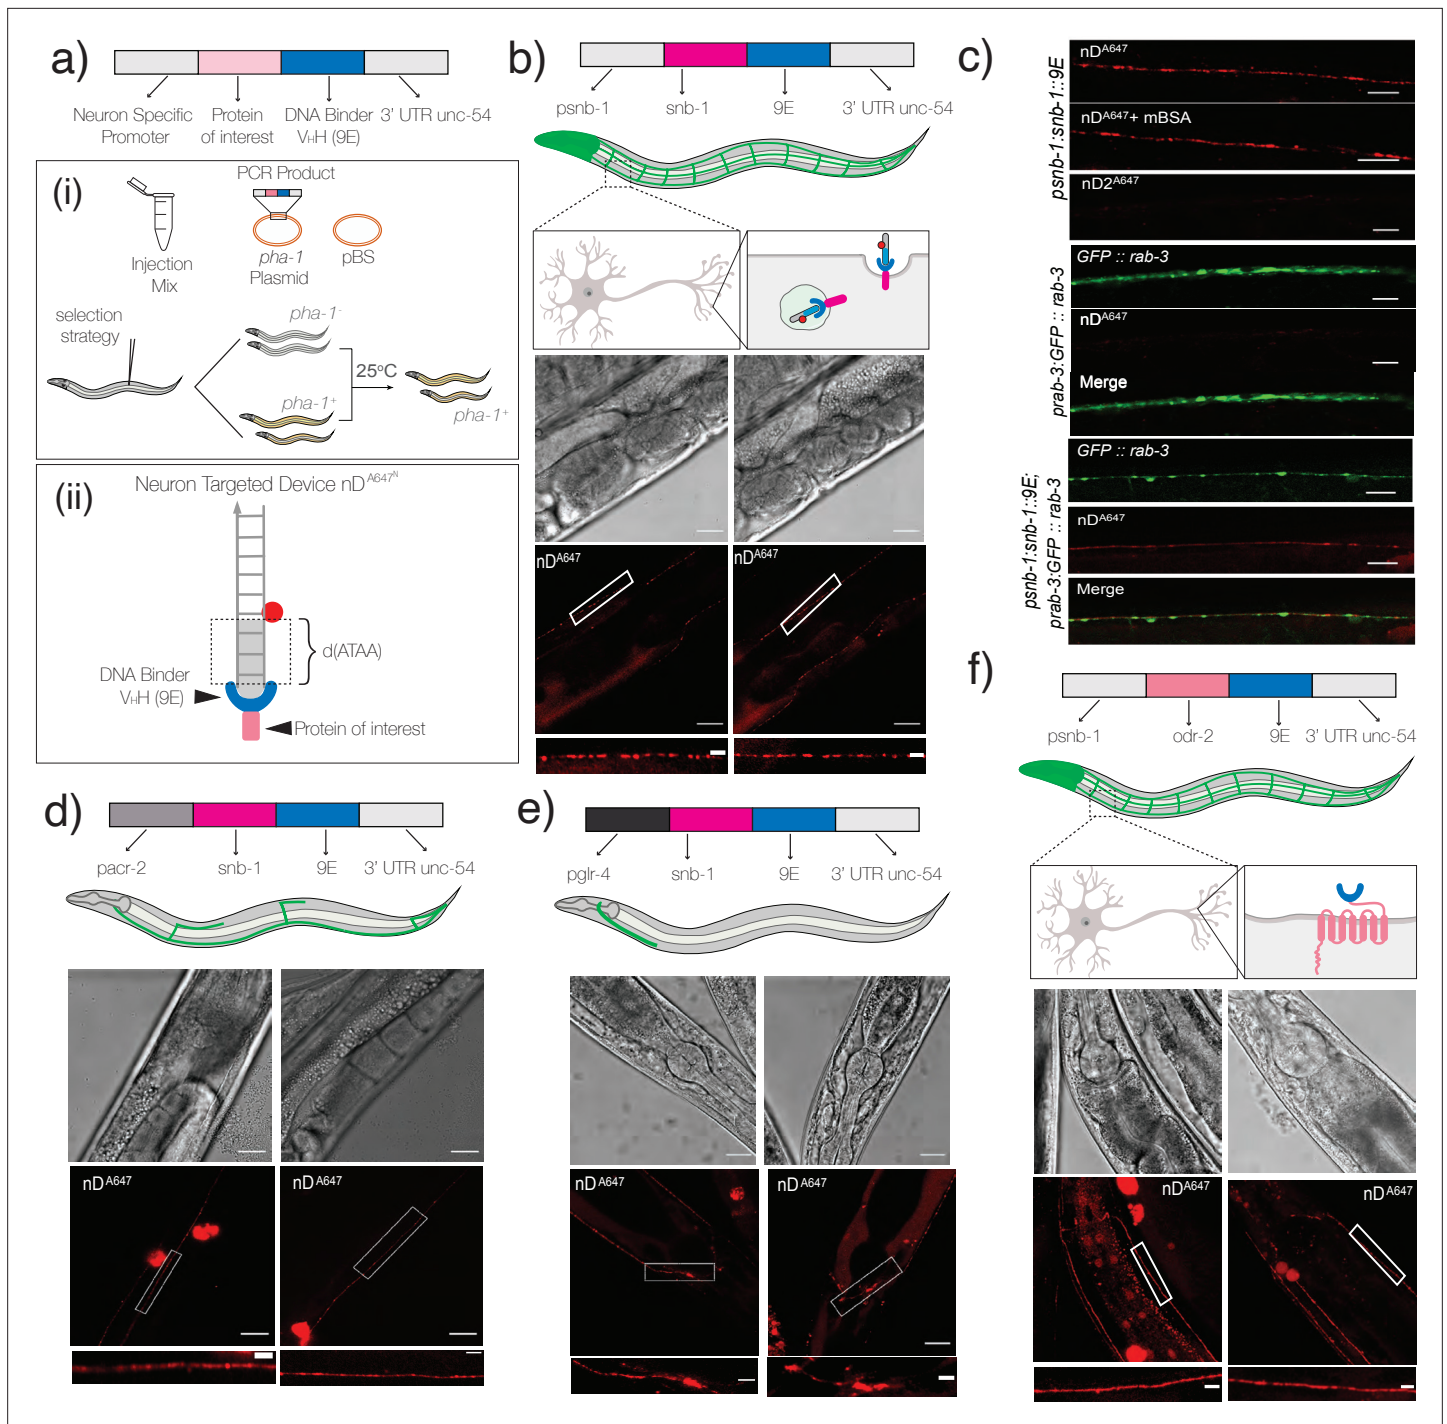 a)
Neuron Specific
Promoter
Protein
of interest
DNA Binder
VHH (9E)
3' UTR unc-54
(i)
PCR Product
Injection
Mix
pha-1
Plasmid
pBS
selection
strategy
pha-1-
pha-1+
25°C
pha-1+
(ii)
Neuron Targeted Device nD A647N
d(ATAA)
DNA Binder
VHH (9E)
Protein of interest
b)
psnb-1
snb-1
9E
3' UTR unc-54
nDA647
nDA647
c)
psnb-1:snb-1::9E
nDA647
nDA647+ mBSA
nD2A647
prab-3:GFP :: rab-3
GFP :: rab-3
nDA647
Merge
psnb-1:snb-1::9E;
prab-3:GFP :: rab-3
GFP :: rab-3
nDA647
Merge
d)
pacr-2
snb-1
9E
3' UTR unc-54
nDA647
nDA647
e)
pglr-4
snb-1
9E
3' UTR unc-54
nDA647
nDA647
f)
psnb-1
odr-2
9E
3' UTR unc-54
nDA647
nDA647